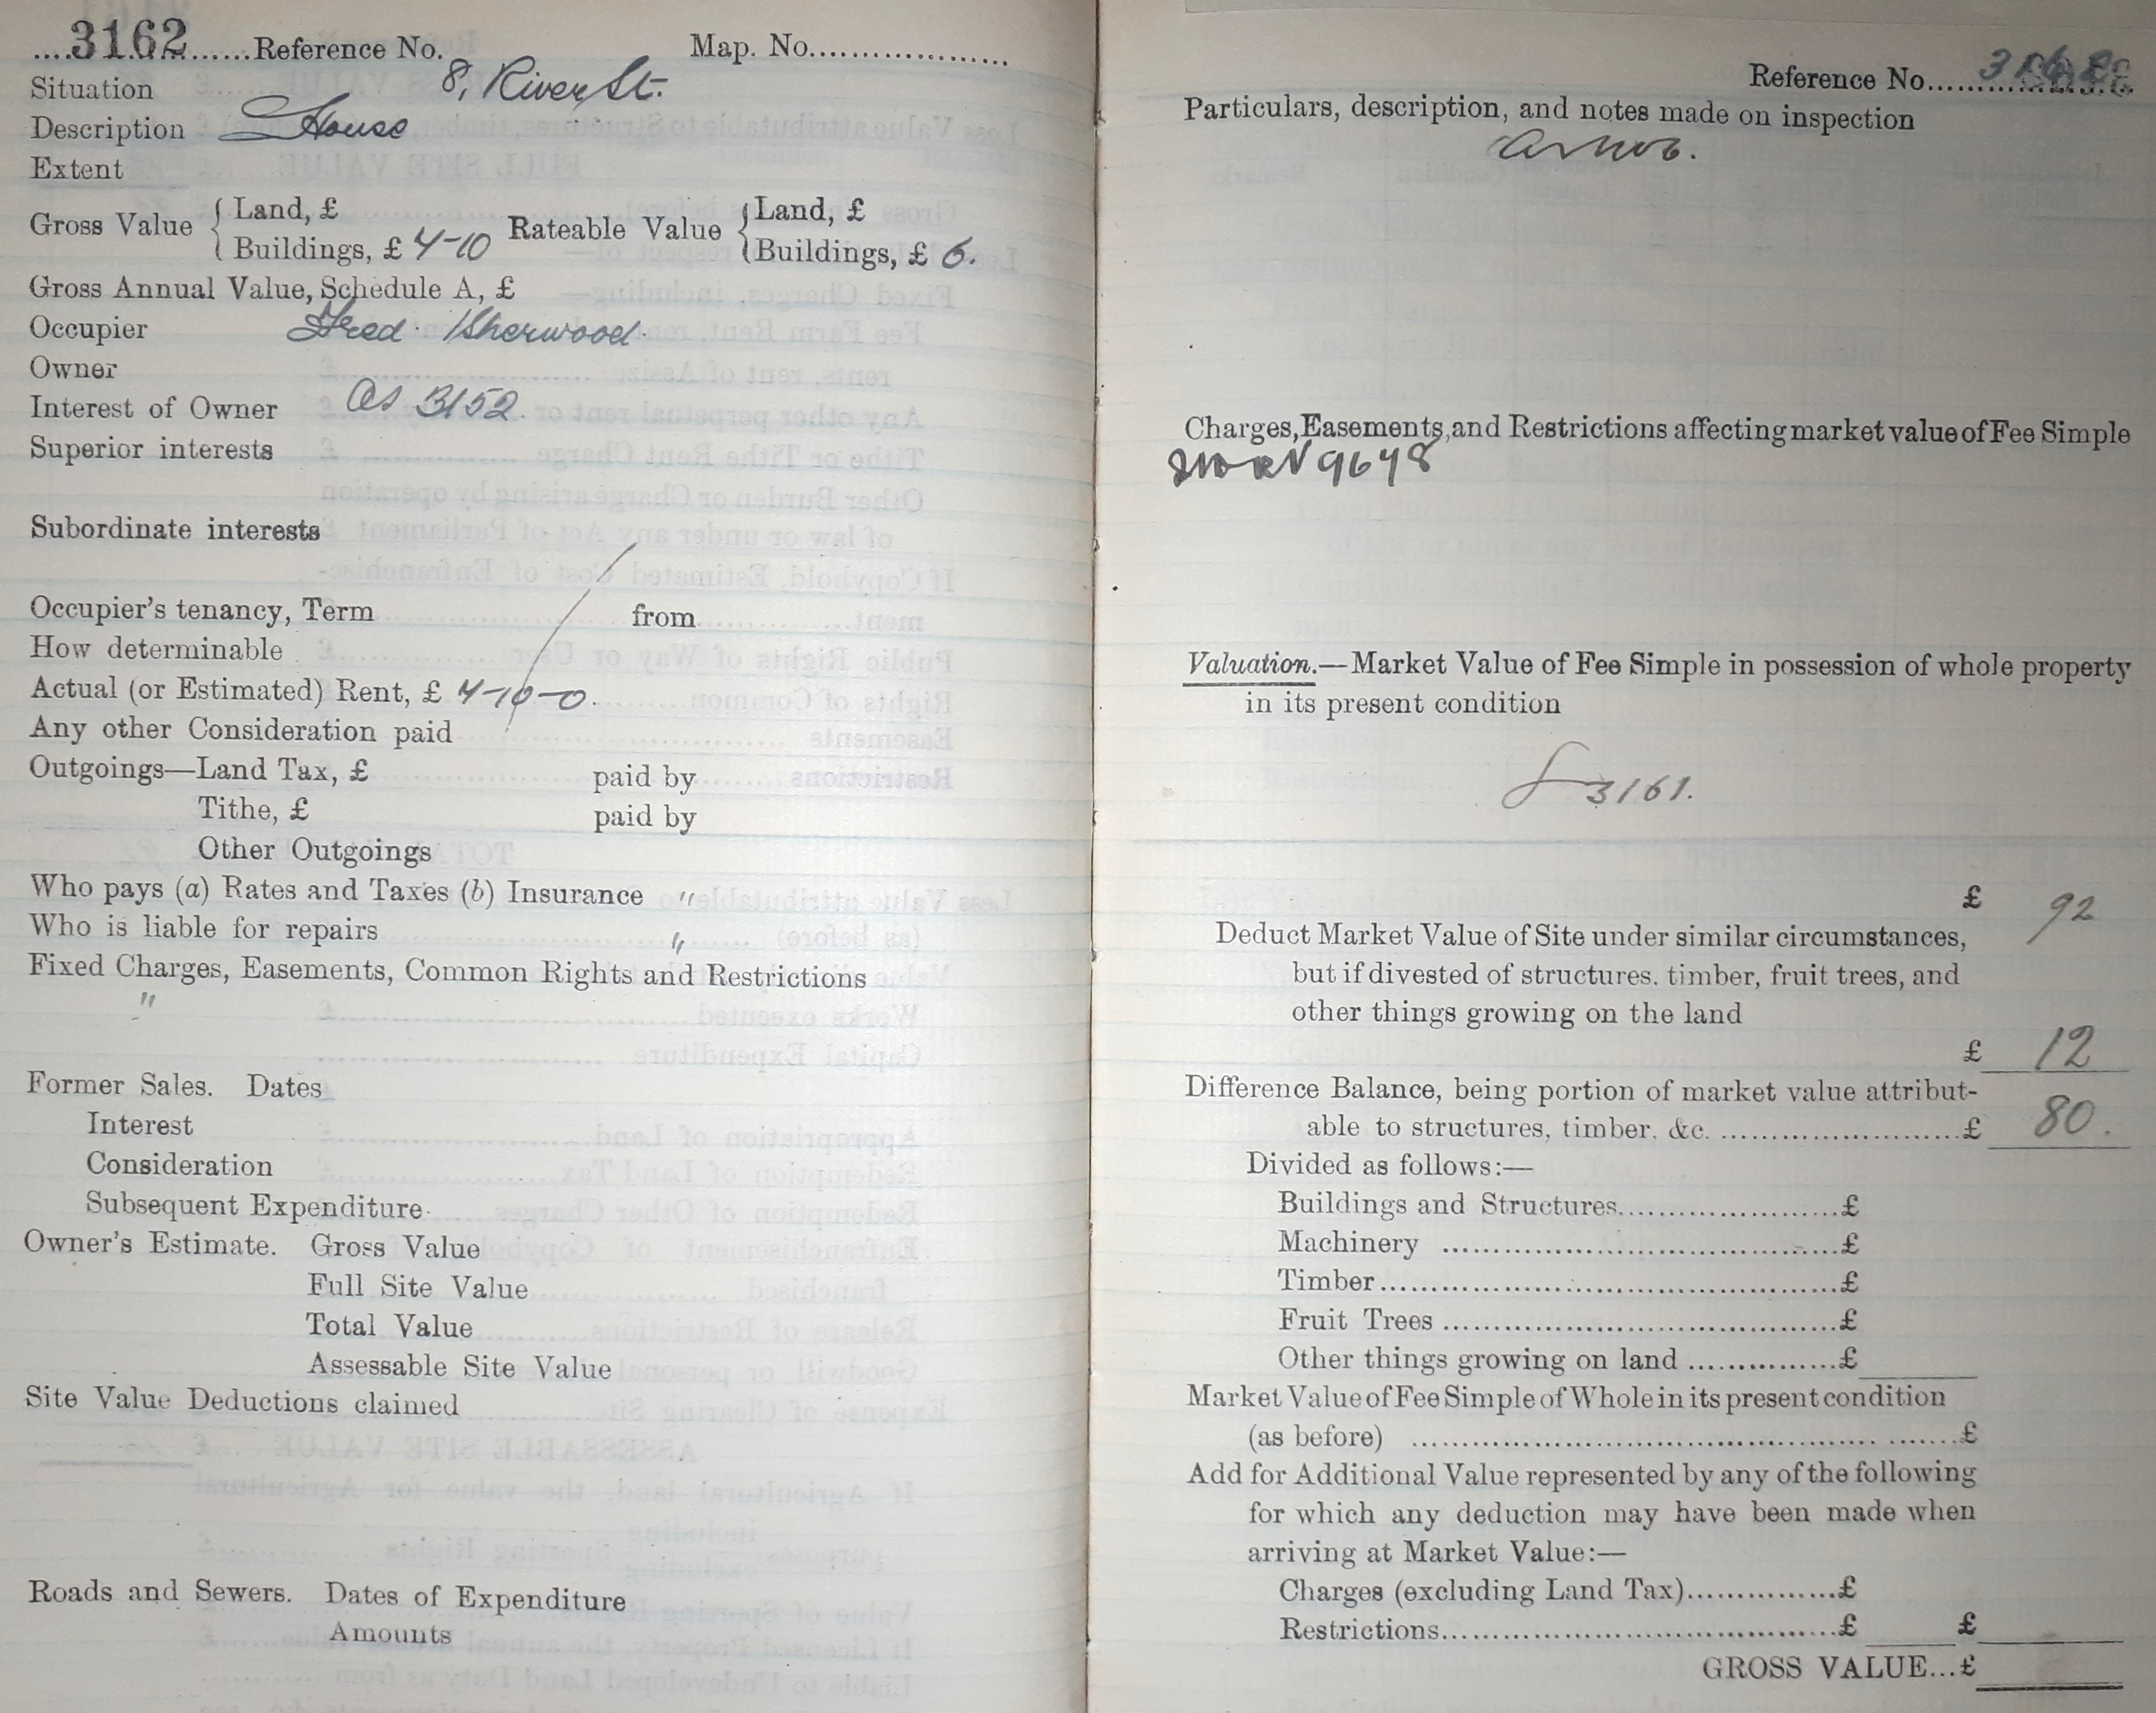 3162 Reference No. Map. No.
Situation 8, River St.
Description House
Extent
Gross Value { Land, £ Rateable Value { Land, £
Buildings, £ 4-10 Buildings, £ 6.
Gross Annual Value, Schedule A, £
Occupier Fred Isherwood
Owner
Interest of Owner As 3152.
Superior interests
Subordinate interests
Occupier's tenancy, Term from
How determinable
Actual (or Estimated) Rent, £ 4-10-0.
Any other Consideration paid
Outgoings—Land Tax, £ paid by
Tithe, £ paid by
Other Outgoings
Who pays (a) Rates and Taxes (b) Insurance "
Who is liable for repairs "
Fixed Charges, Easements, Common Rights and Restrictions
"
Former Sales. Dates
Interest
Consideration
Subsequent Expenditure
Owner's Estimate. Gross Value
Full Site Value
Total Value
Assessable Site Value
Site Value Deductions claimed
Roads and Sewers. Dates of Expenditure
Amounts
Reference No.
Particulars, description, and notes made on inspection
Charges, Easements, and Restrictions affecting market value of Fee Simple
9648
Valuation.—Market Value of Fee Simple in possession of whole property
in its present condition
3161.
£ 92
Deduct Market Value of Site under similar circumstances,
but if divested of structures. timber, fruit trees, and
other things growing on the land
£ 12
Difference Balance, being portion of market value attribut-
able to structures, timber, &c. £ 80.
Divided as follows:—
Buildings and Structures £
Machinery £
Timber £
Fruit Trees £
Other things growing on land £
Market Value of Fee Simple of Whole in its present condition
(as before) £
Add for Additional Value represented by any of the following
for which any deduction may have been made when
arriving at Market Value:—
Charges (excluding Land Tax) £
Restrictions £ £
GROSS VALUE...£